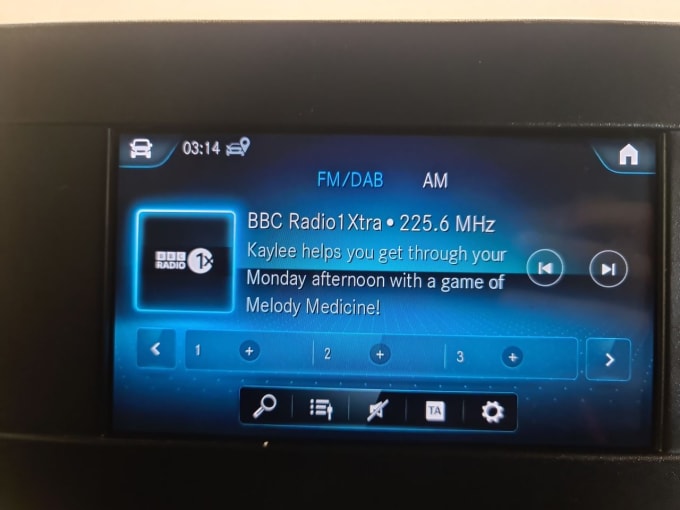 03:14
FM/DAB AM
BBC Radio1Xtra • 225.6 MHz
BBC
RADIO 1X
Kaylee helps you get through your
Monday afternoon with a game of
Melody Medicine!
1 + 2 + 3 +
TA